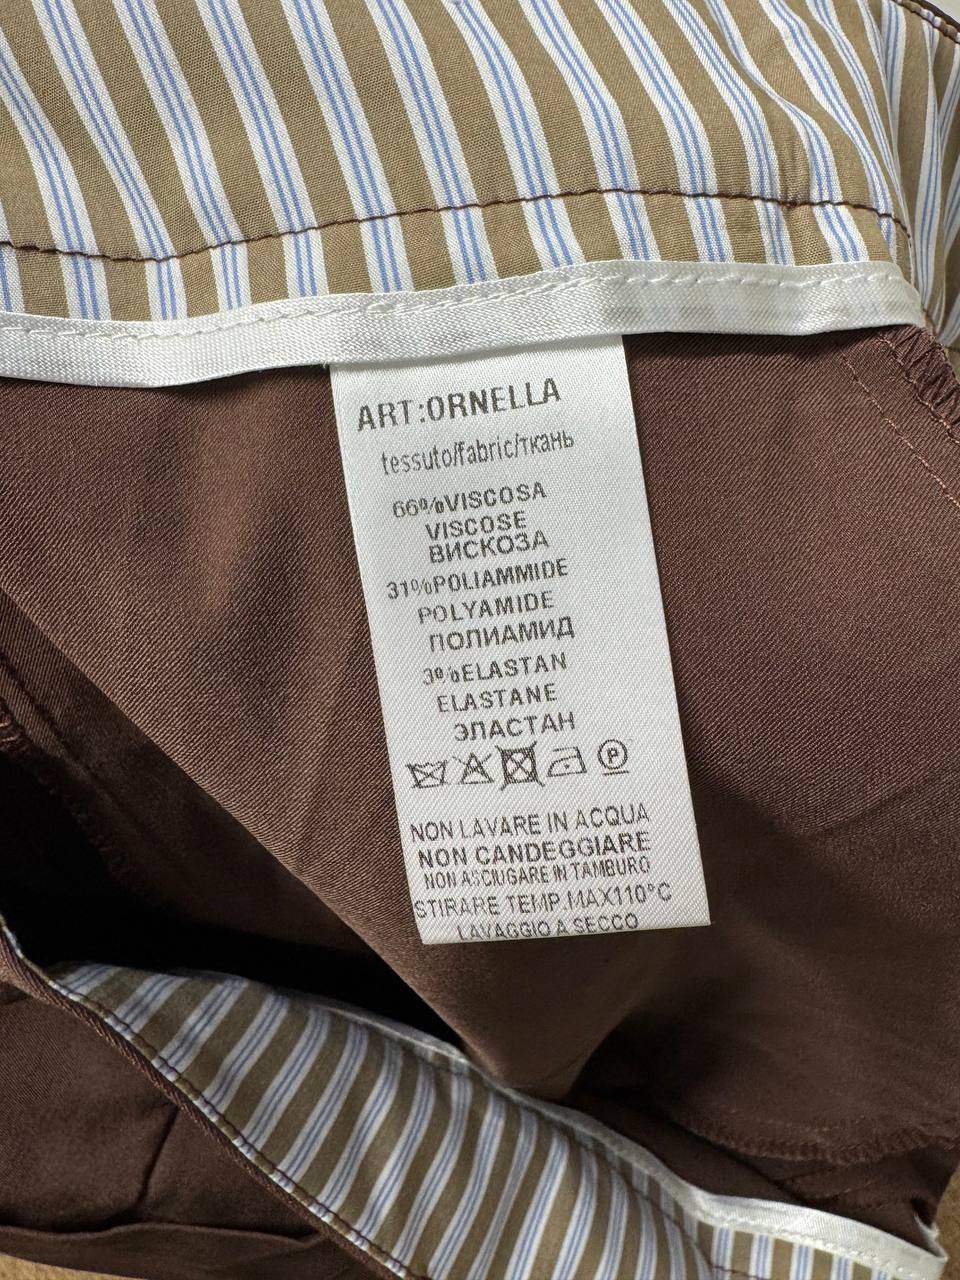 ART:ORNELLA
tessuto/fabric/ткань
66%VISCOSA
VISCOSE
ВИСКОЗА
31%POLIAMMIDE
POLYAMIDE
ПОЛИАМИД
3%ELASTAN
ELASTANE
ЭЛАСТАН
P
NON LAVARE IN ACQUA
NON CANDEGGIARE
NON ASCIUGARE IN TAMBURO
STIRARE TEMP.MAX110°C
LAVAGGIO A SECCO